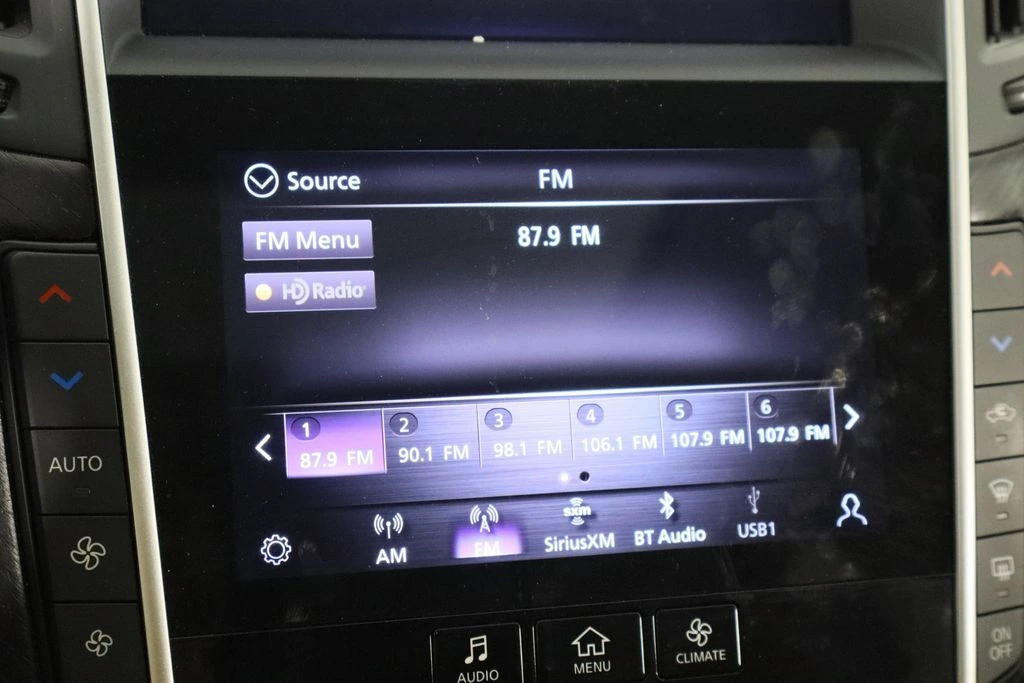 Source
FM
FM Menu
87.9 FM
HD Radio
1 2 3 4 5 6
87.9 FM 90.1 FM 98.1 FM 106.1 FM 107.9 FM 107.9 FM
AM FM sxm SiriusXM BT Audio USB1
AUTO
ON
OFF
AUDIO
MENU
CLIMATE